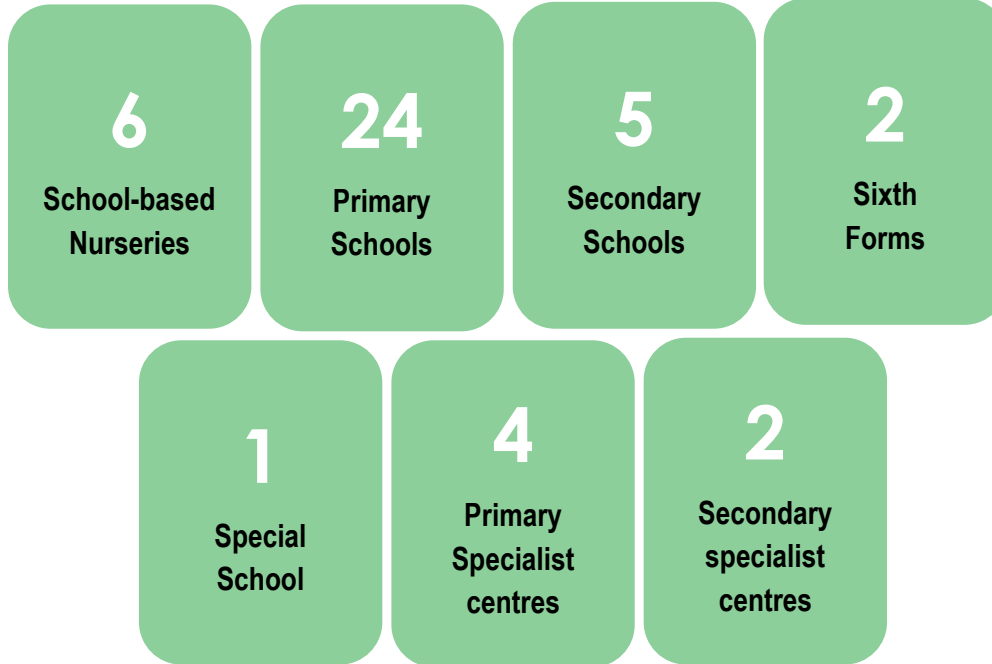 6
School-based
Nurseries
24
Primary
Schools
5
Secondary
Schools
2
Sixth
Forms
1
Special
School
4
Primary
Specialist
centres
2
Secondary
specialist
centres